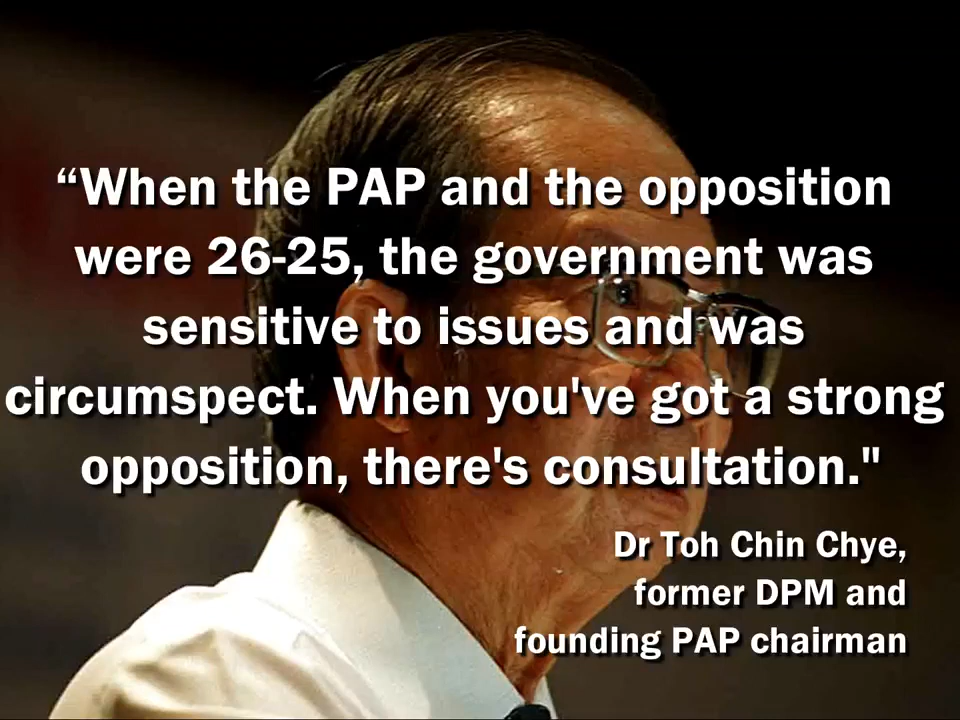 “When the PAP and the opposition
were 26-25, the government was
sensitive to issues and was
circumspect. When you've got a strong
opposition, there's consultation."
Dr Toh Chin Chye,
former DPM and
founding PAP chairman